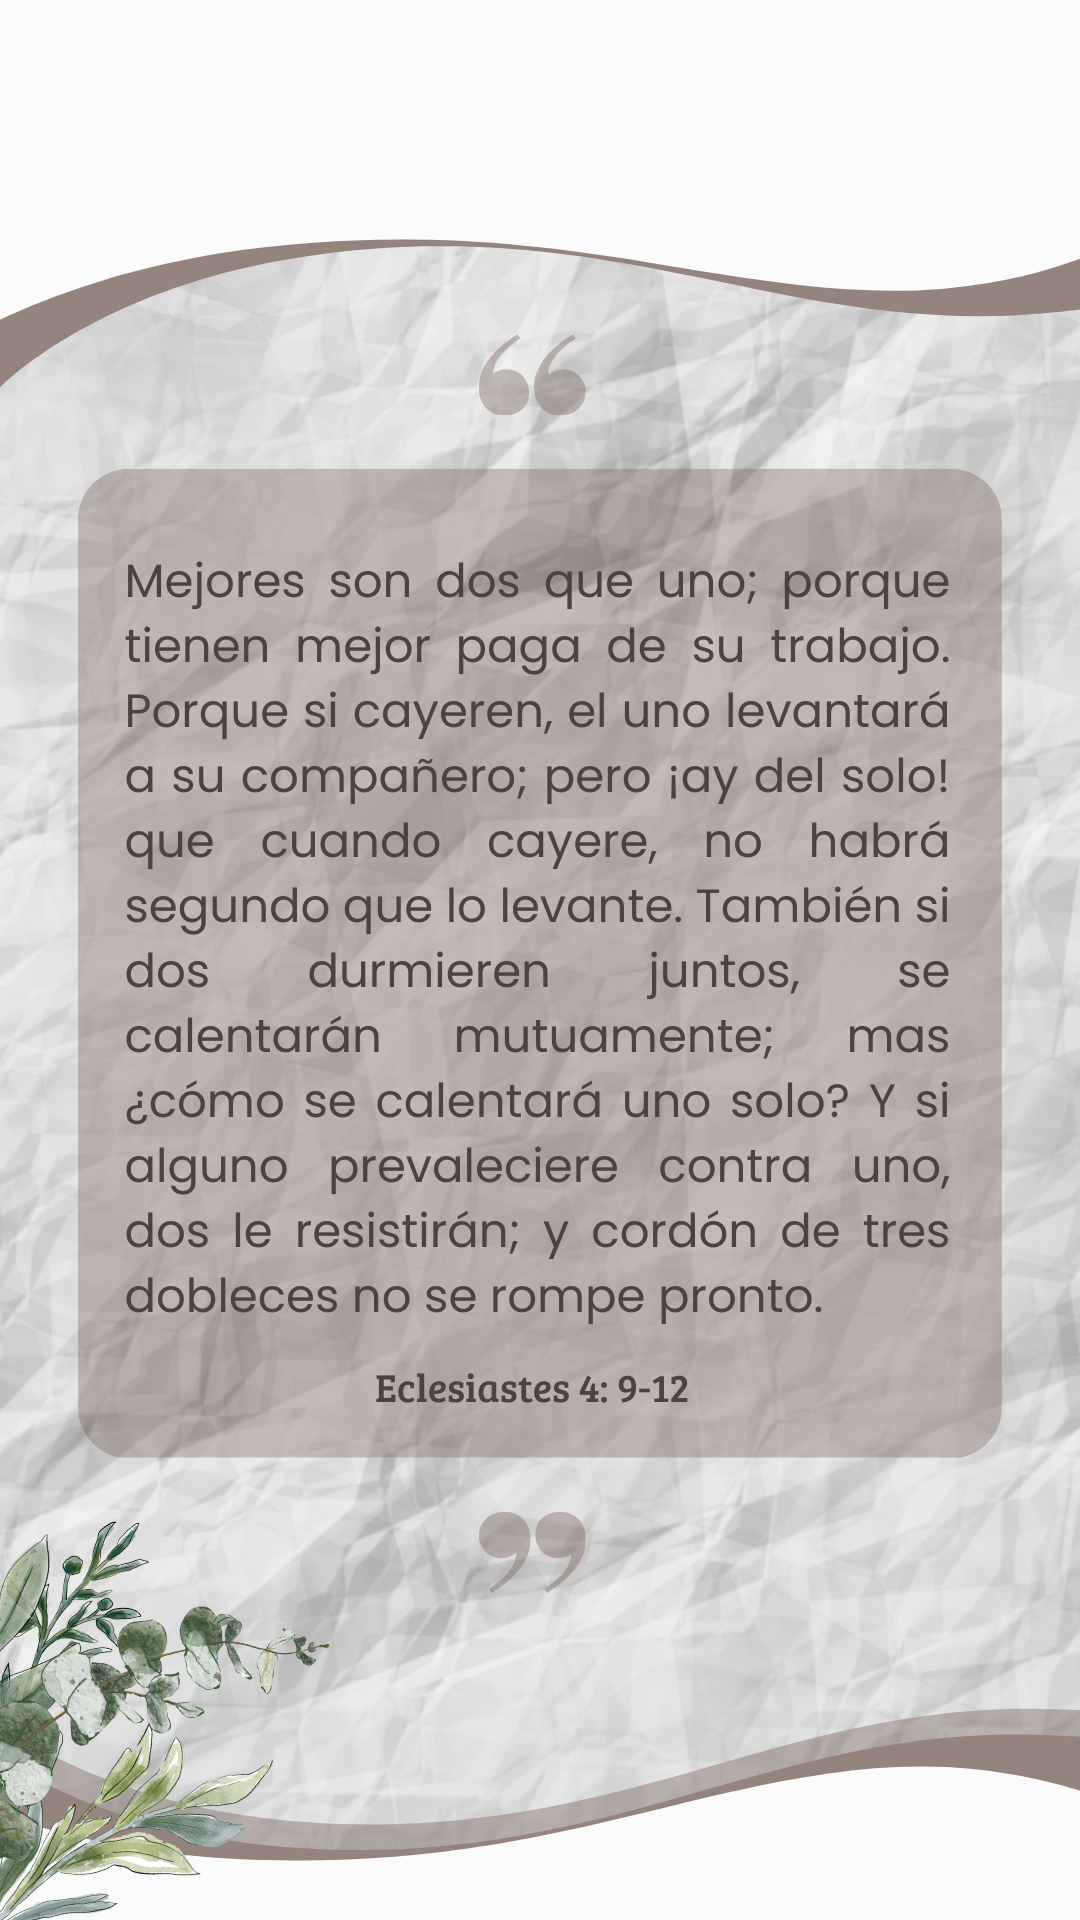 “
Mejores son dos que uno; porque
tienen mejor paga de su trabajo.
Porque si cayeren, el uno levantará
a su compañero; pero ¡ay del solo!
que cuando cayere, no habrá
segundo que lo levante. También si
dos durmieren juntos, se
calentarán mutuamente; mas
¿cómo se calentará uno solo? Y si
alguno prevaleciere contra uno,
dos le resistirán; y cordón de tres
dobleces no se rompe pronto.
Eclesiastes 4: 9-12
”